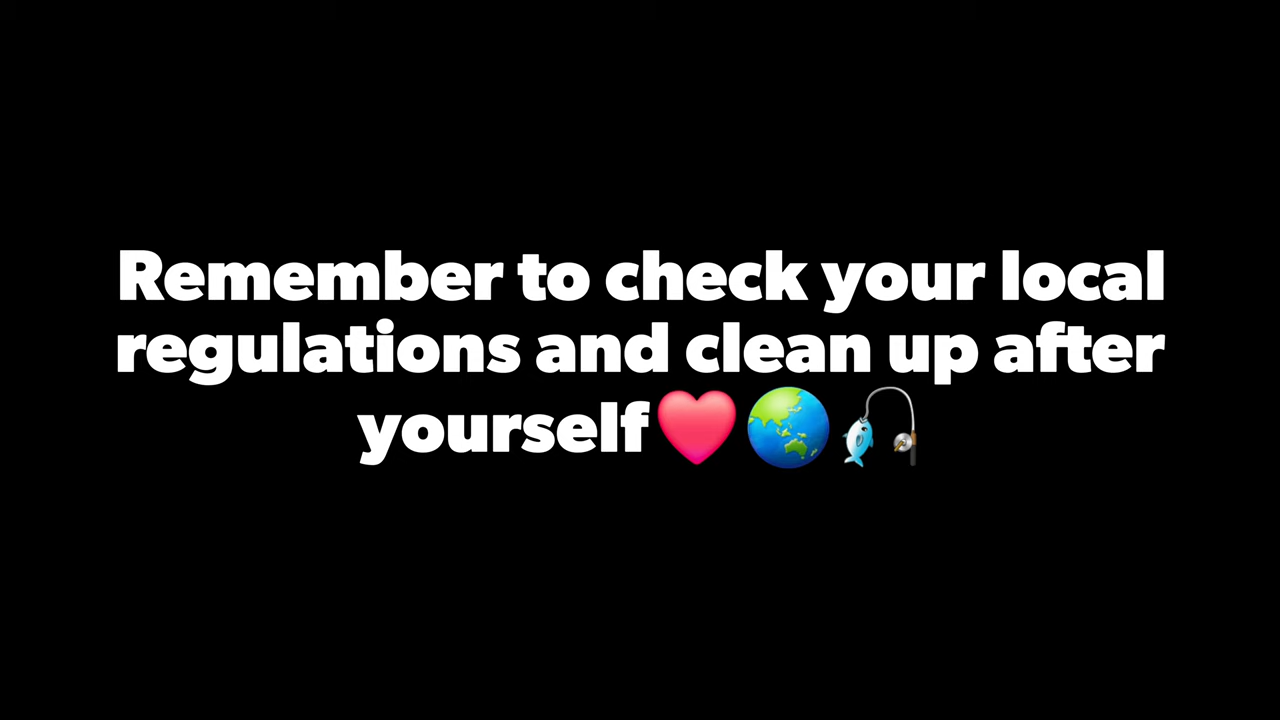 Remember to check your local
regulations and clean up after
yourself❤️🌏🎣